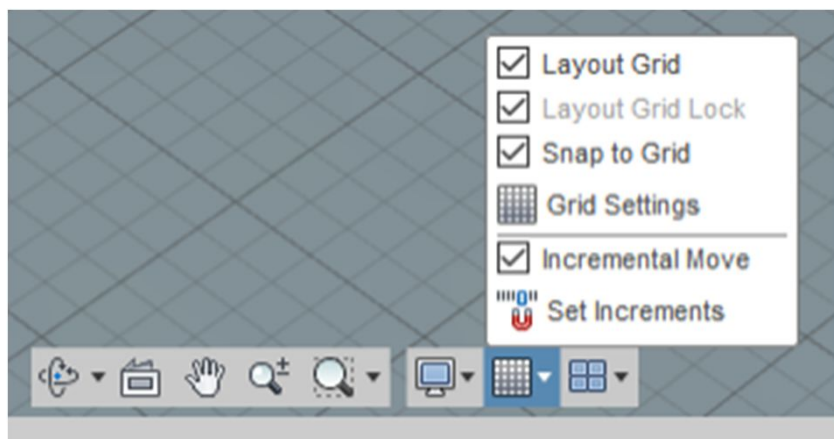 Layout Grid
Layout Grid Lock
Snap to Grid
Grid Settings
Incremental Move
Set Increments